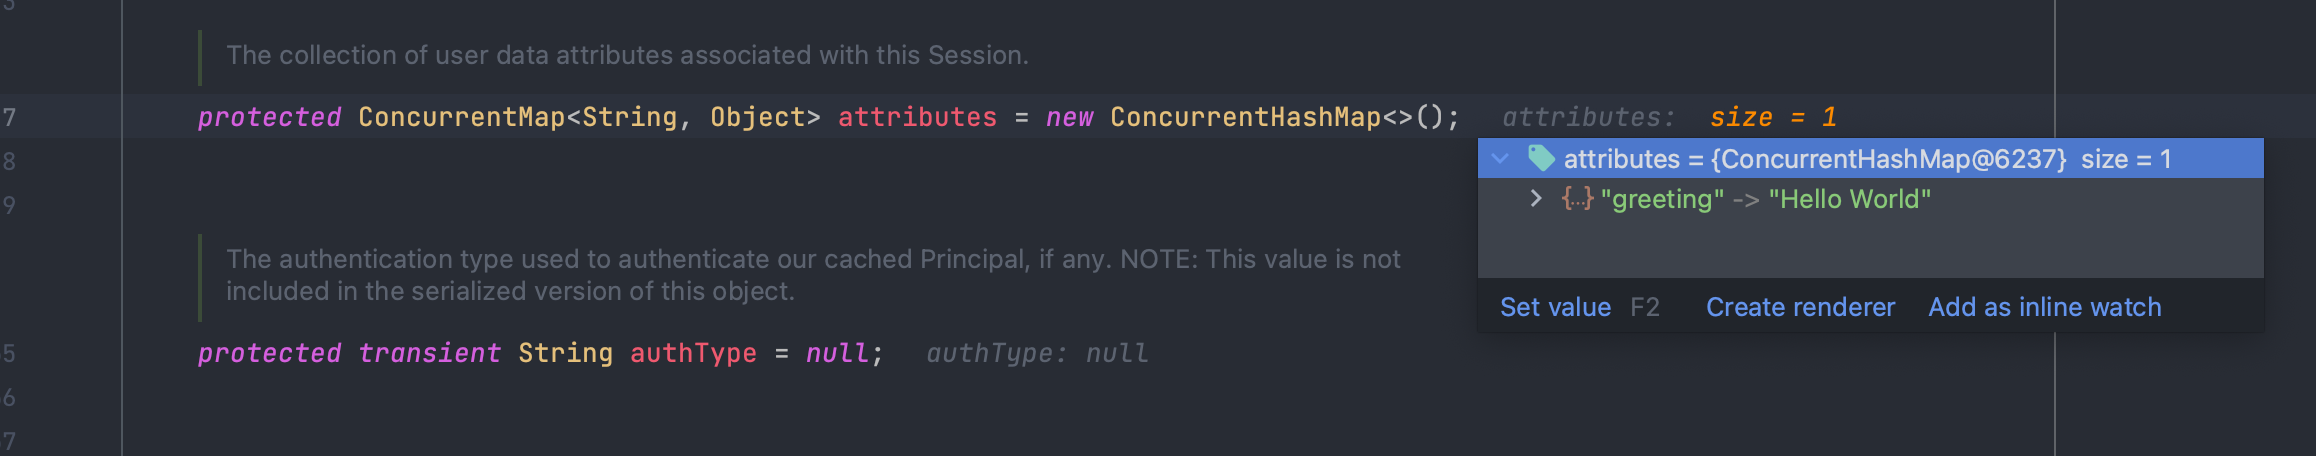 3
The collection of user data attributes associated with this Session.
7 protected ConcurrentMap<String, Object> attributes = new ConcurrentHashMap<>(); attributes: size = 1
8 attributes = {ConcurrentHashMap@6237} size = 1
9 {...} "greeting" -> "Hello World"
The authentication type used to authenticate our cached Principal, if any. NOTE: This value is not
included in the serialized version of this object.
Set value F2 Create renderer Add as inline watch
5 protected transient String authType = null; authType: null
6
7